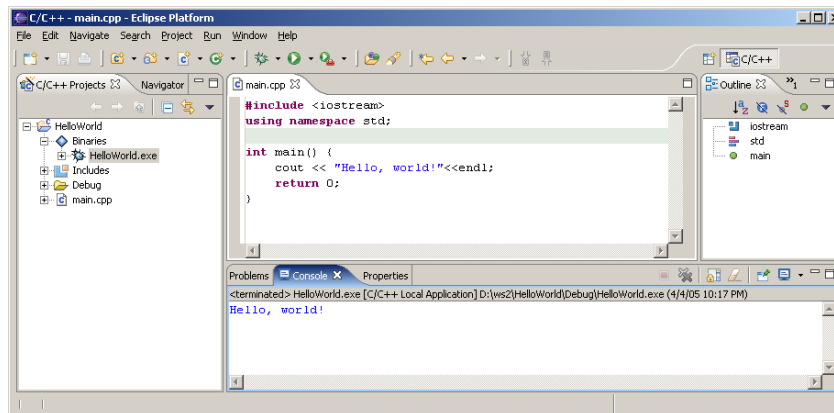 C/C++ - main.cpp - Eclipse Platform
File Edit Navigate Search Project Run Window Help
C/C++
C/C++ Projects Navigator
HelloWorld
Binaries
HelloWorld.exe
Includes
Debug
main.cpp
main.cpp
#include <iostream>
using namespace std;
int main() {
cout << "Hello, world!"<<endl;
return 0;
}
Outline »1
iostream
std
main
Problems Console Properties
<terminated> HelloWorld.exe [C/C++ Local Application] D:\ws2\HelloWorld\Debug\HelloWorld.exe (4/4/05 10:17 PM)
Hello, world!